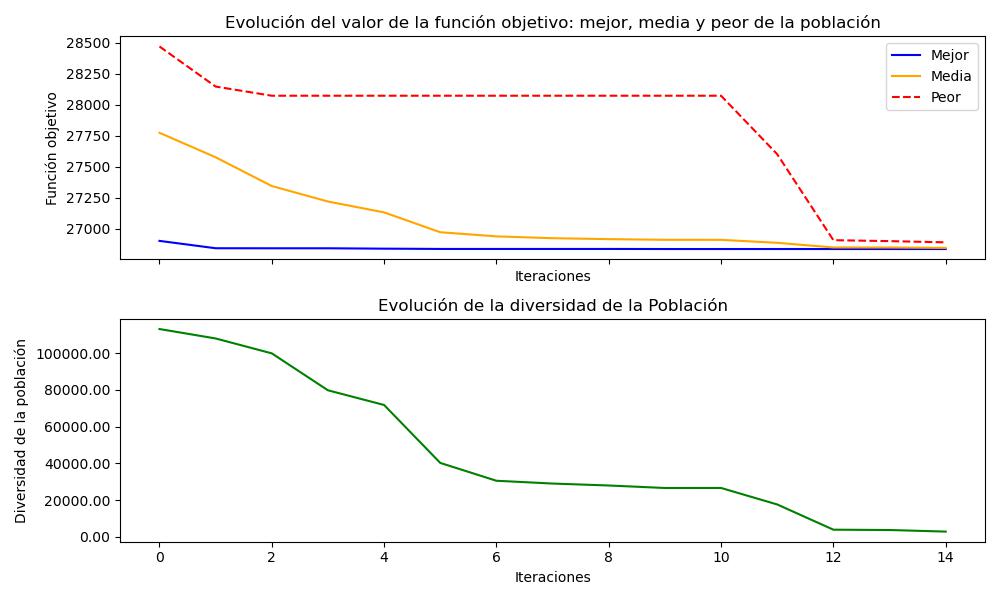 Evolución del valor de la función objetivo: mejor, media y peor de la población
28500
28250
28000
27750
27500
27250
27000
Función objetivo
Mejor
Media
Peor
Iteraciones
Evolución de la diversidad de la Población
100000.00
80000.00
60000.00
40000.00
20000.00
0.00
Diversidad de la población
0 2 4 6 8 10 12 14
Iteraciones